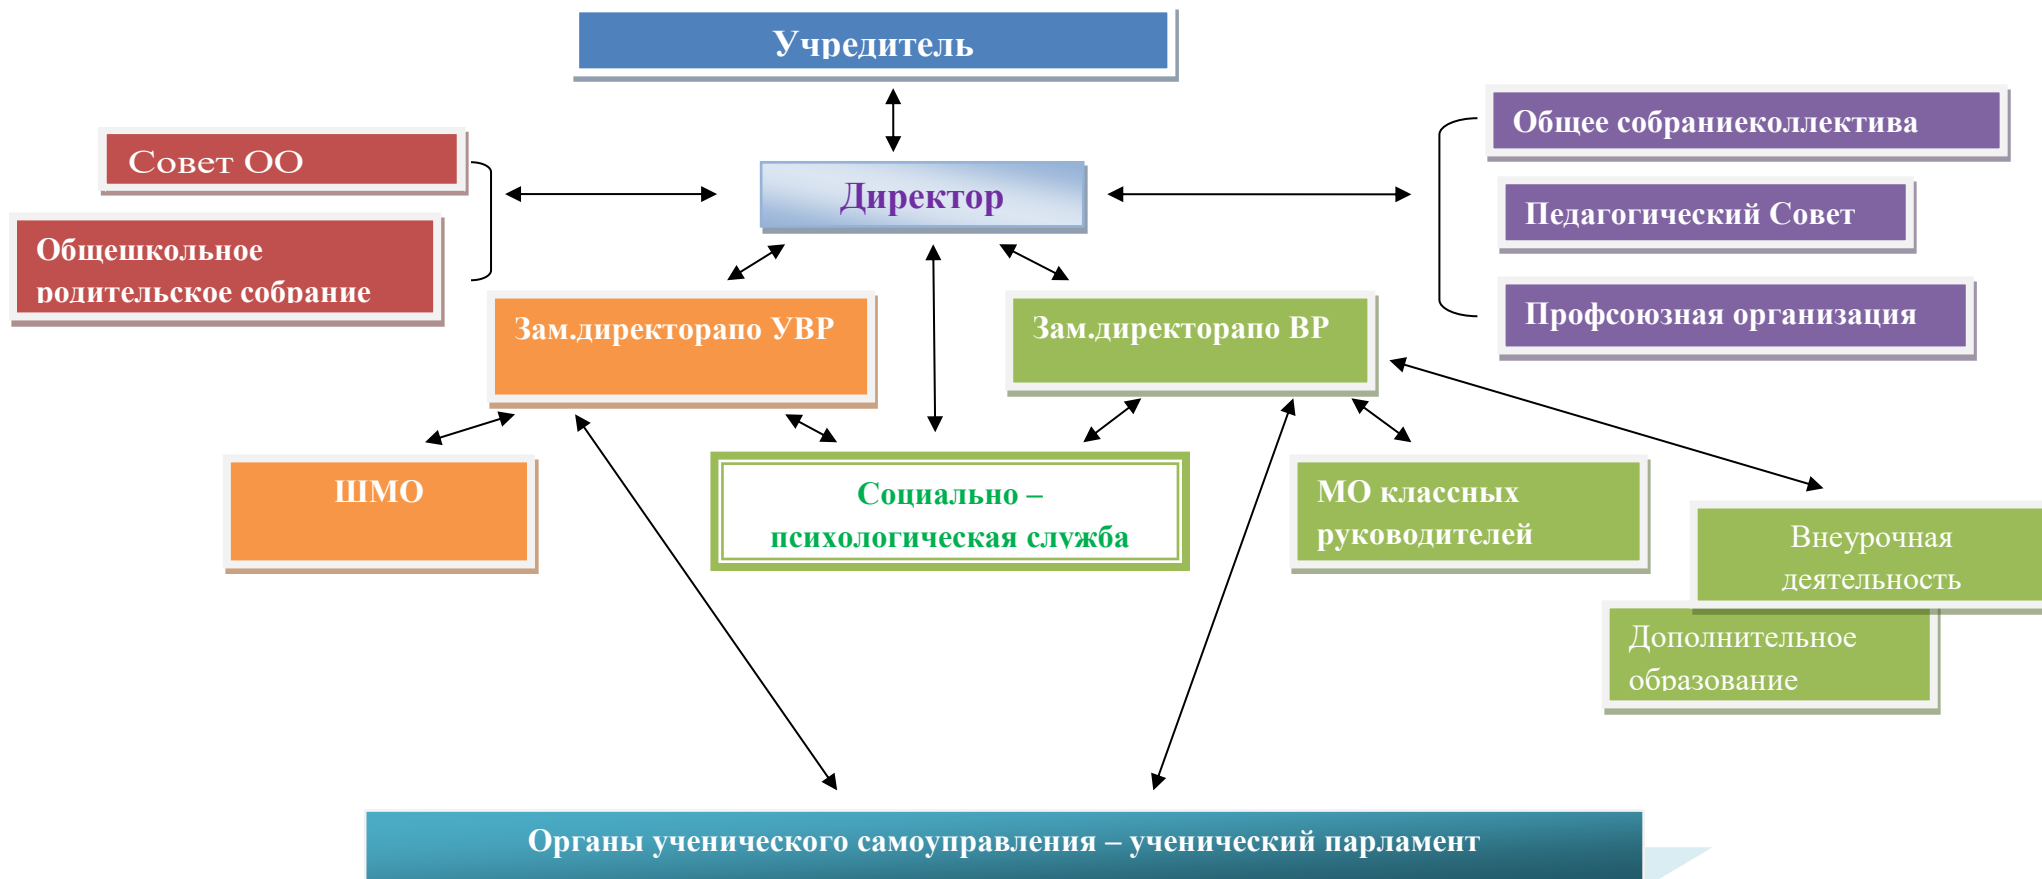 Учредитель
Совет ОО
Общешкольное
родительское собрание
Директор
Общее собраниеколлектива
Педагогический Совет
Профсоюзная организация
Зам.директорапо УВР
Зам.директорапо ВР
ШМО
Социально –
психологическая служба
МО классных
руководителей
Внеурочная
деятельность
Дополнительное
образование
Органы ученического самоуправления – ученический парламент